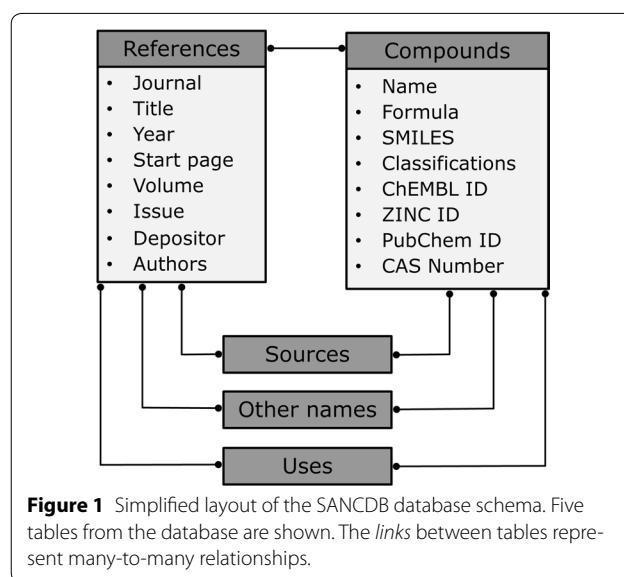 References
• Journal
• Title
• Year
• Start page
• Volume
• Issue
• Depositor
• Authors
Compounds
• Name
• Formula
• SMILES
• Classifications
• ChEMBL ID
• ZINC ID
• PubChem ID
• CAS Number
Sources
Other names
Uses
Figure 1 Simplified layout of the SANCDB database schema. Five
tables from the database are shown. The links between tables repre-
sent many-to-many relationships.